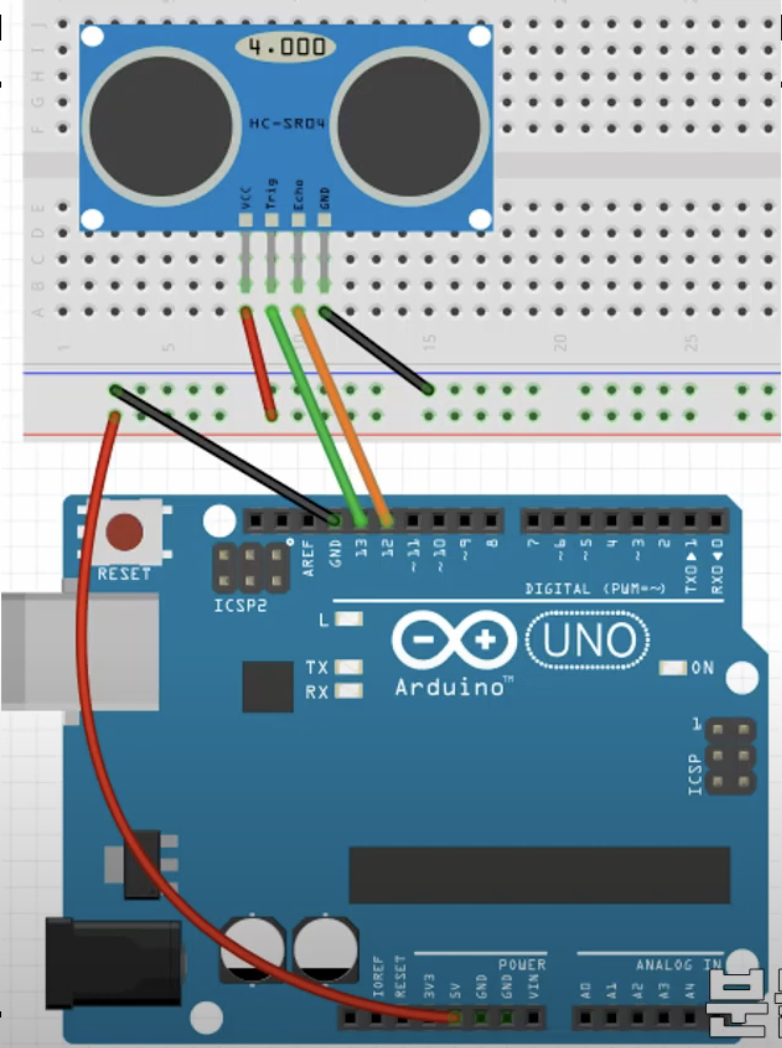 J
I
H
G
F
4.000
HC-SR04
VCC
Trig
Echo
GND
E
D
C
B
A
1
5
10
15
20
25
RESET
ICSP2
AREF
GND
13
12
~11
~10
~9
8
7
~6
~5
4
~3
2
TX0▶1
RX0◀0
DIGITAL (PWM=~)
L
TX
RX
Arduino™
UNO
ON
1
ICSP
IOREF
RESET
3V3
5V
GND
GND
VIN
POWER
A0
A1
A2
A3
A4
ANALOG IN